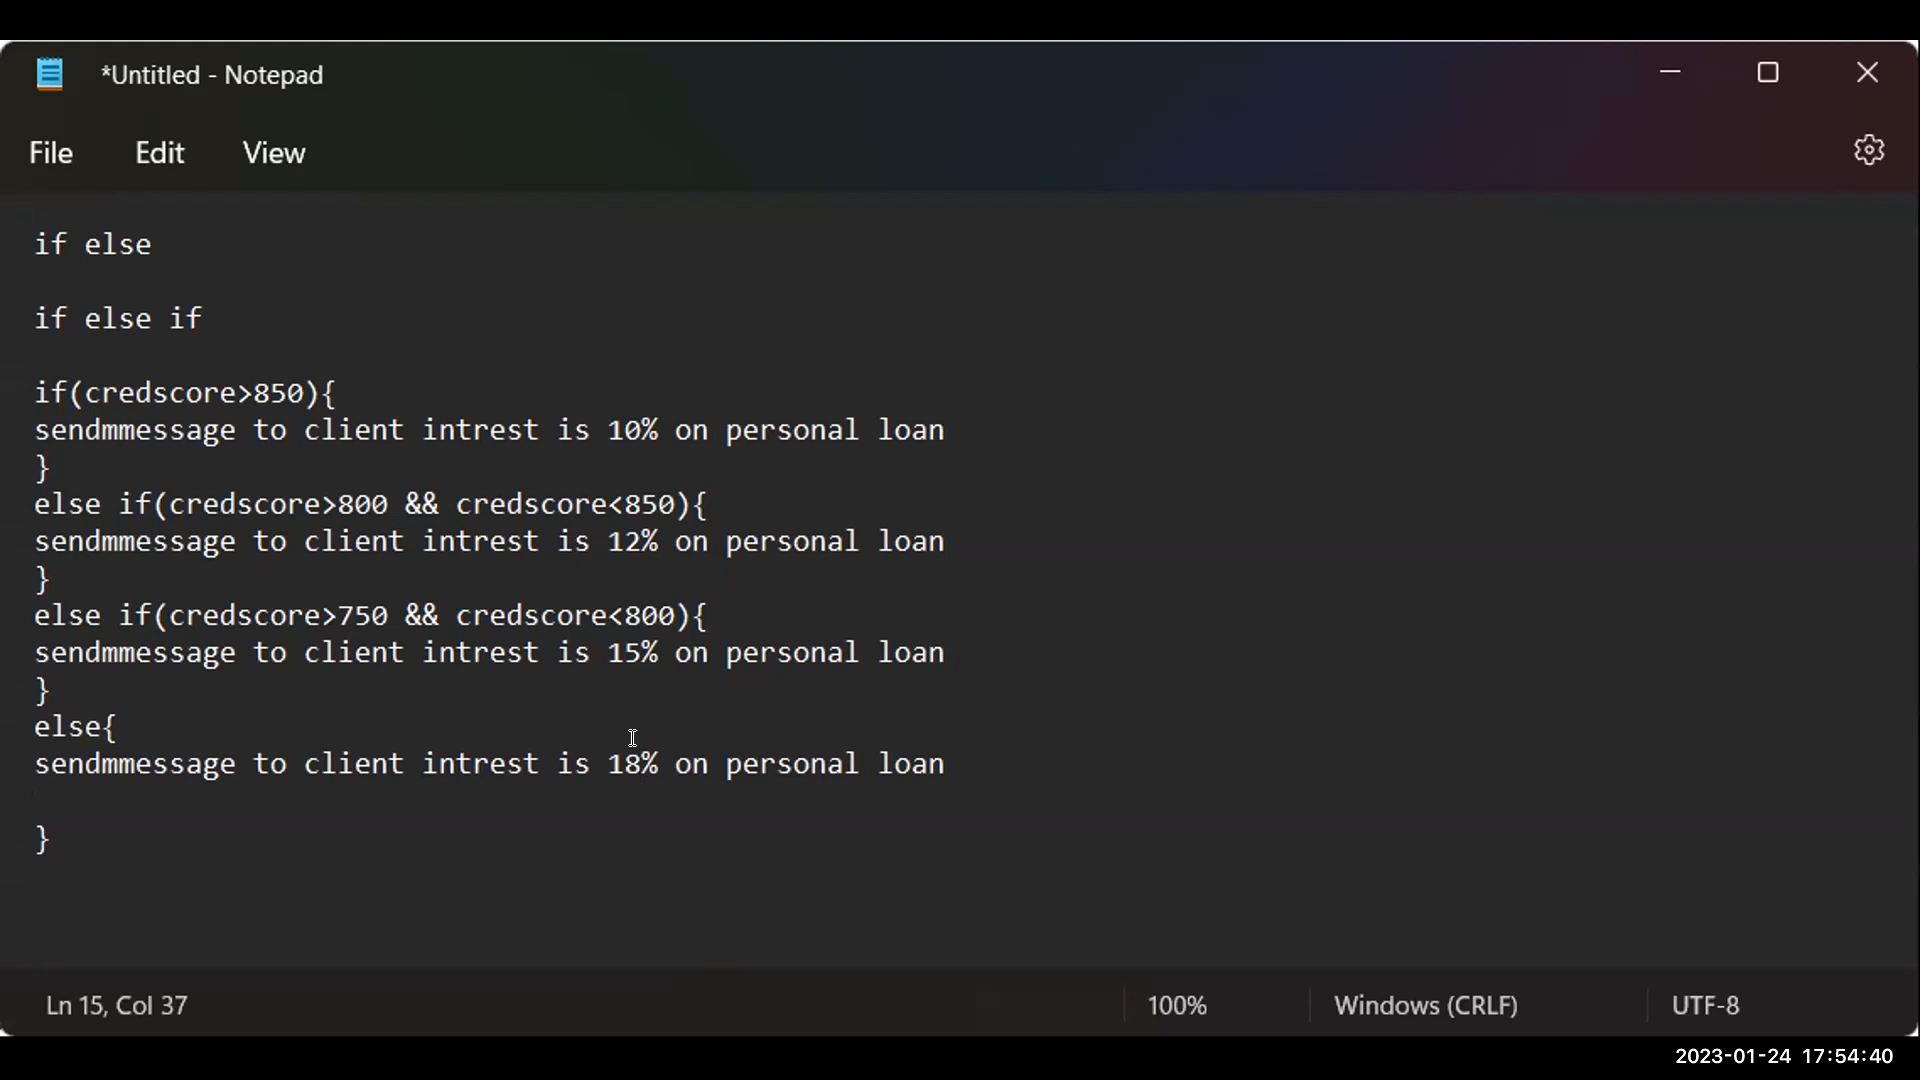 *Untitled - Notepad
File Edit View
if else
if else if
if(credscore>850){
sendmmessage to client intrest is 10% on personal loan
}
else if(credscore>800 && credscore<850){
sendmmessage to client intrest is 12% on personal loan
}
else if(credscore>750 && credscore<800){
sendmmessage to client intrest is 15% on personal loan
}
else{
sendmmessage to client intrest is 18% on personal loan
}
Ln 15, Col 37 100% Windows (CRLF) UTF-8
2023-01-24 17:54:40